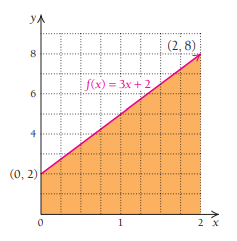 y
(2, 8)
8
f(x) = 3x + 2
6
4
(0, 2)
0 1 2 x